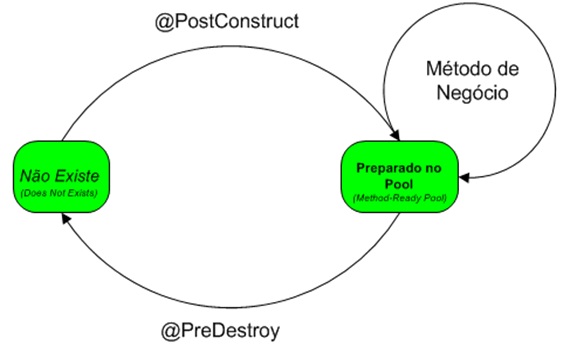 @PostConstruct
Método de
Negócio
Não Existe
(Does Not Exists)
Preparado no
Pool
(Method-Ready Pool)
@PreDestroy